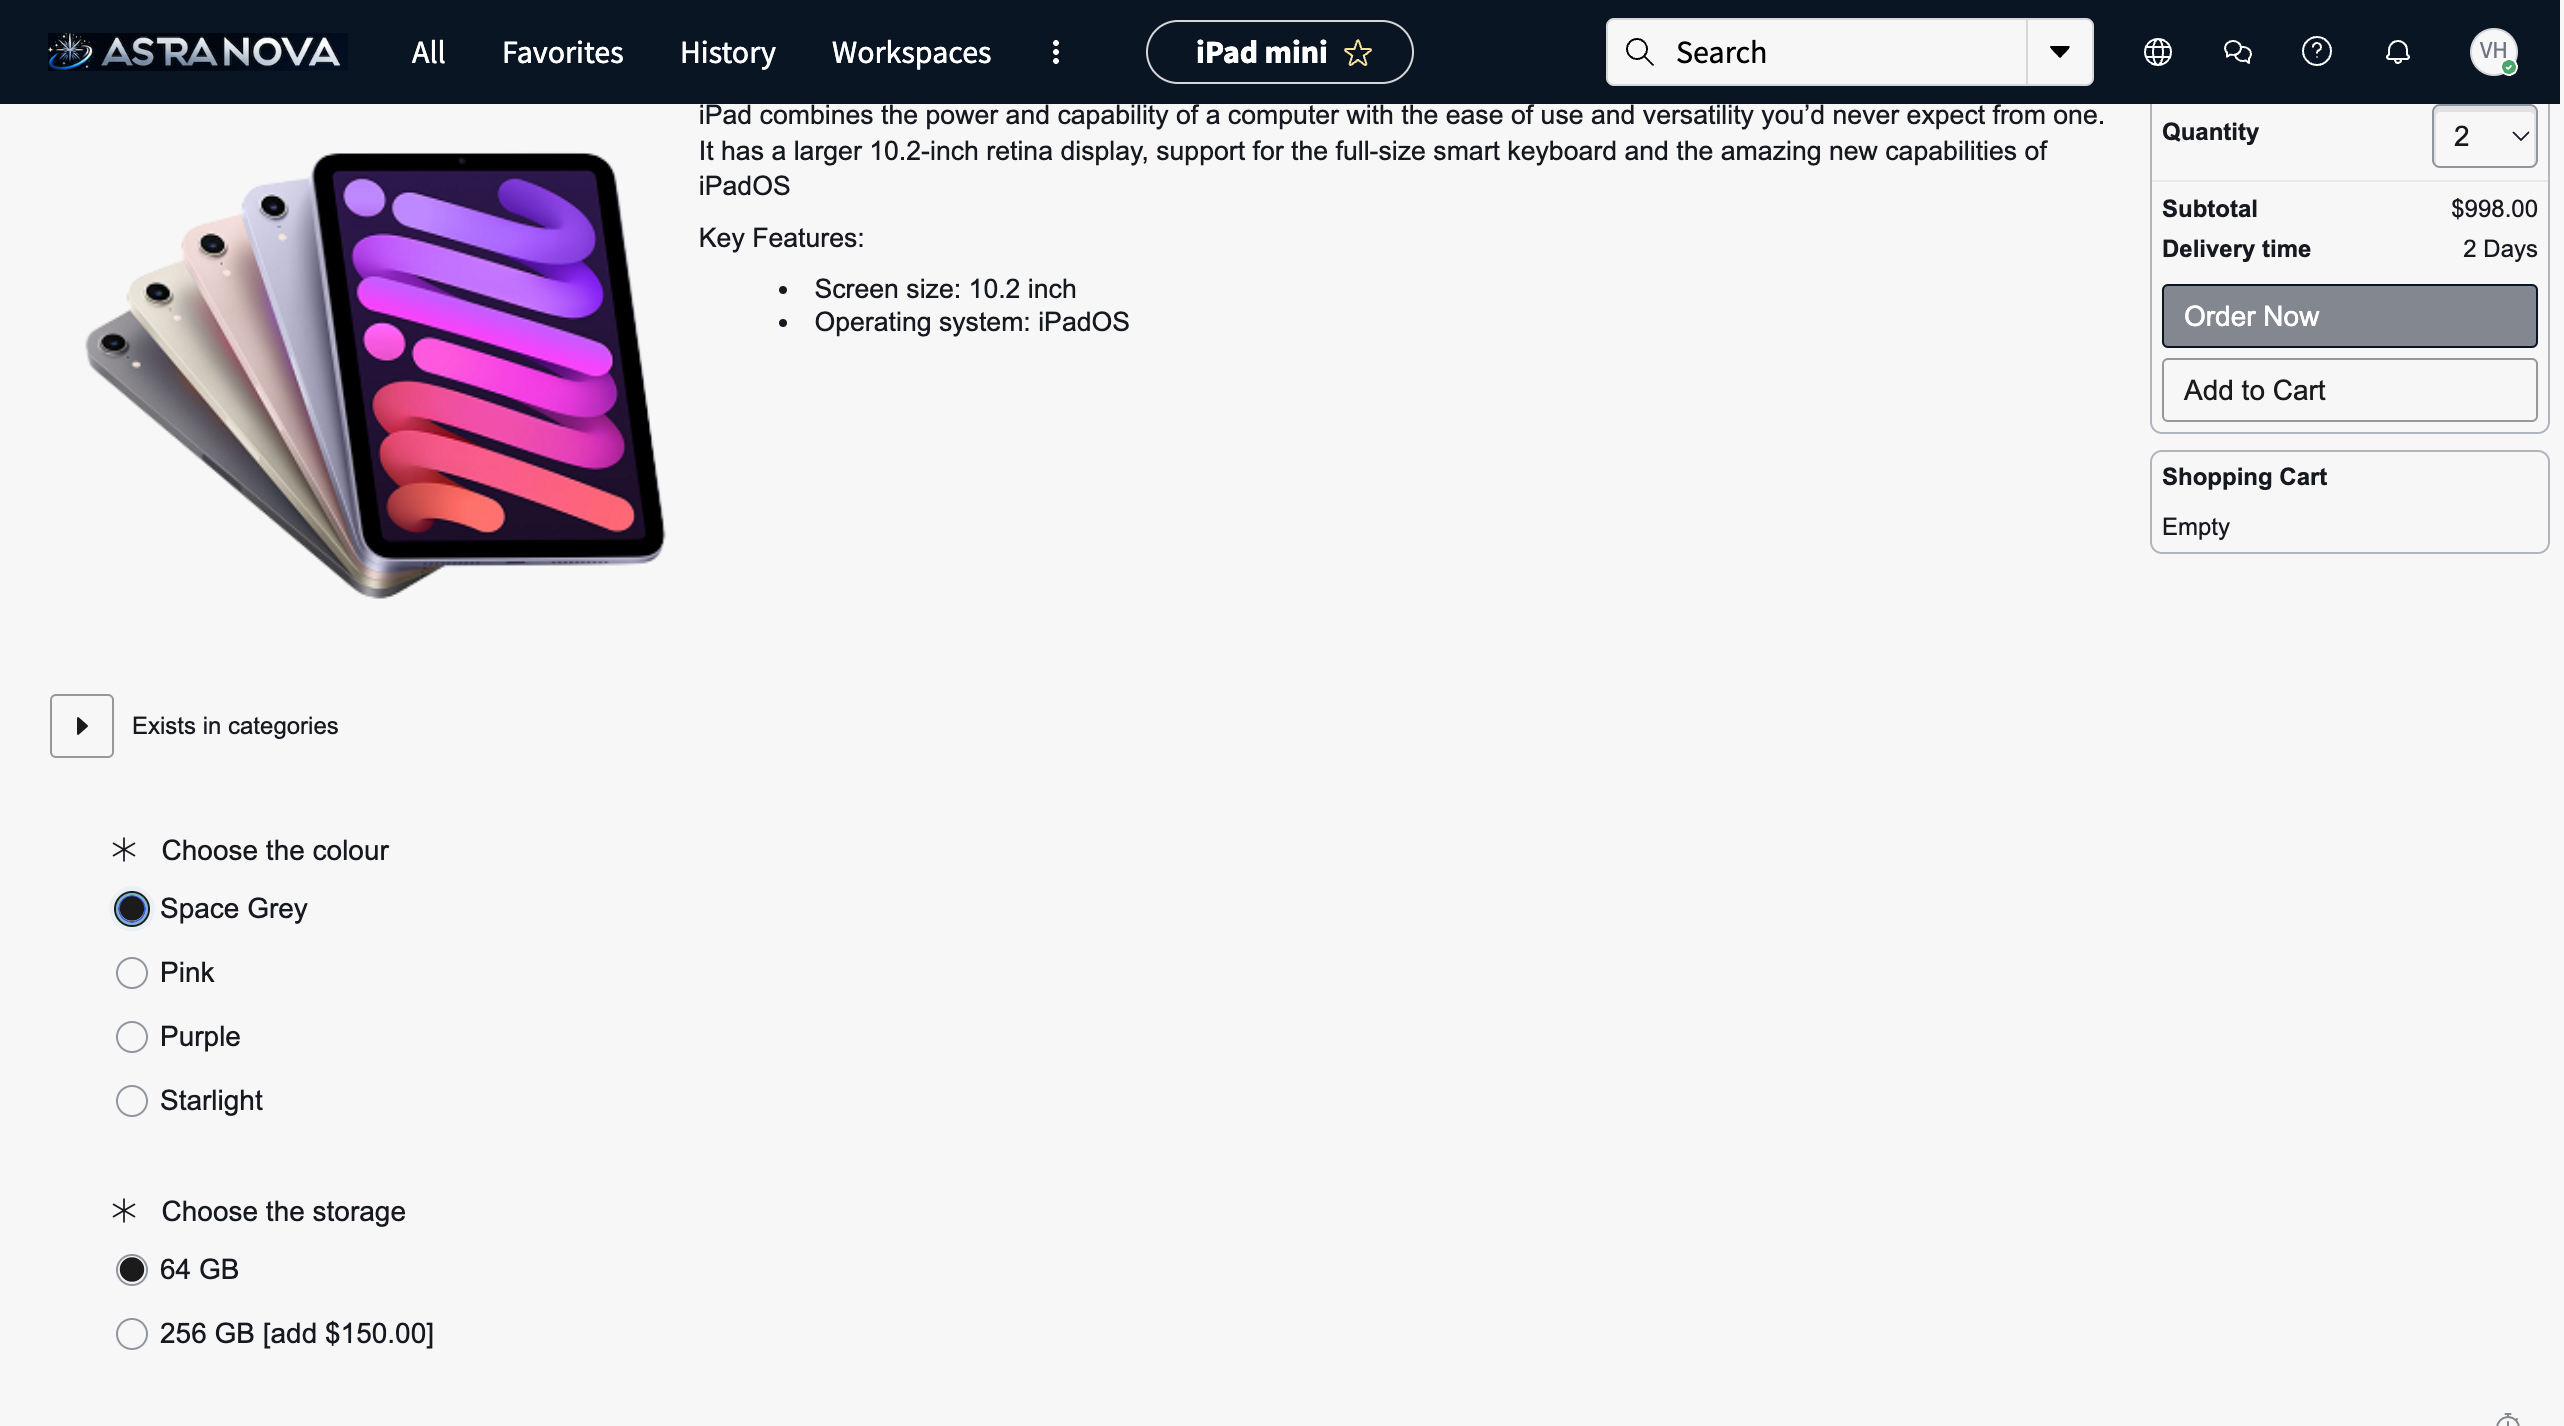 ASTRANOVA
All
Favorites
History
Workspaces
iPad mini
Search
VH
iPad combines the power and capability of a computer with the ease of use and versatility you’d never expect from one.
It has a larger 10.2-inch retina display, support for the full-size smart keyboard and the amazing new capabilities of
iPadOS
Key Features:
• Screen size: 10.2 inch
• Operating system: iPadOS
Quantity 2
Subtotal $998.00
Delivery time 2 Days
Order Now
Add to Cart
Shopping Cart
Empty
Exists in categories
Choose the colour
Space Grey
Pink
Purple
Starlight
Choose the storage
64 GB
256 GB [add $150.00]